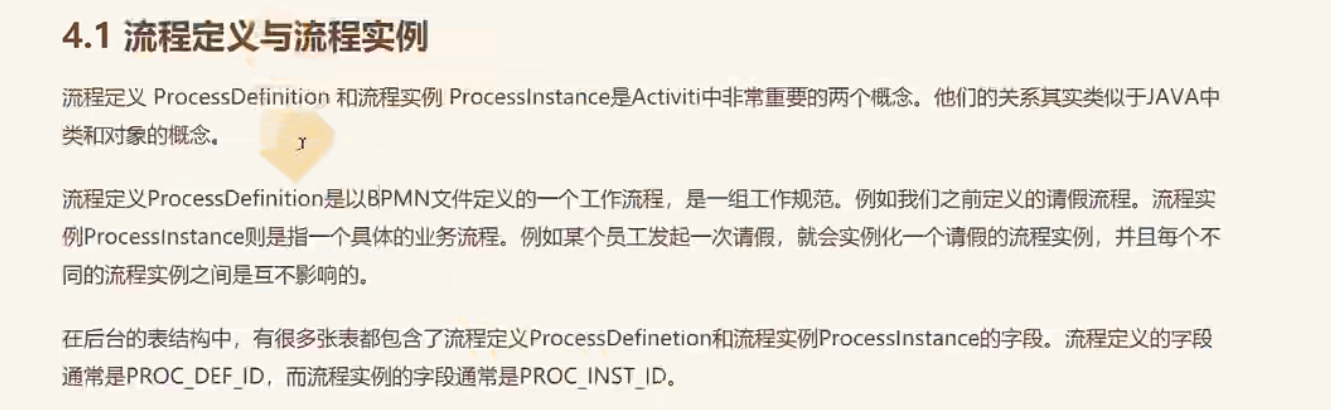 4.1 流程定义与流程实例
流程定义 ProcessDefinition 和流程实例 ProcessInstance是Activiti中非常重要的两个概念。他们的关系其实类似于JAVA中
类和对象的概念。
流程定义ProcessDefinition是以BPMN文件定义的一个工作流程，是一组工作规范。例如我们之前定义的请假流程。流程实
例ProcessInstance则是指一个具体的业务流程。例如某个员工发起一次请假，就会实例化一个请假的流程实例，并且每个不
同的流程实例之间是互不影响的。
在后台的表结构中，有很多张表都包含了流程定义ProcessDefinetion和流程实例ProcessInstance的字段。流程定义的字段
通常是PROC_DEF_ID，而流程实例的字段通常是PROC_INST_ID。